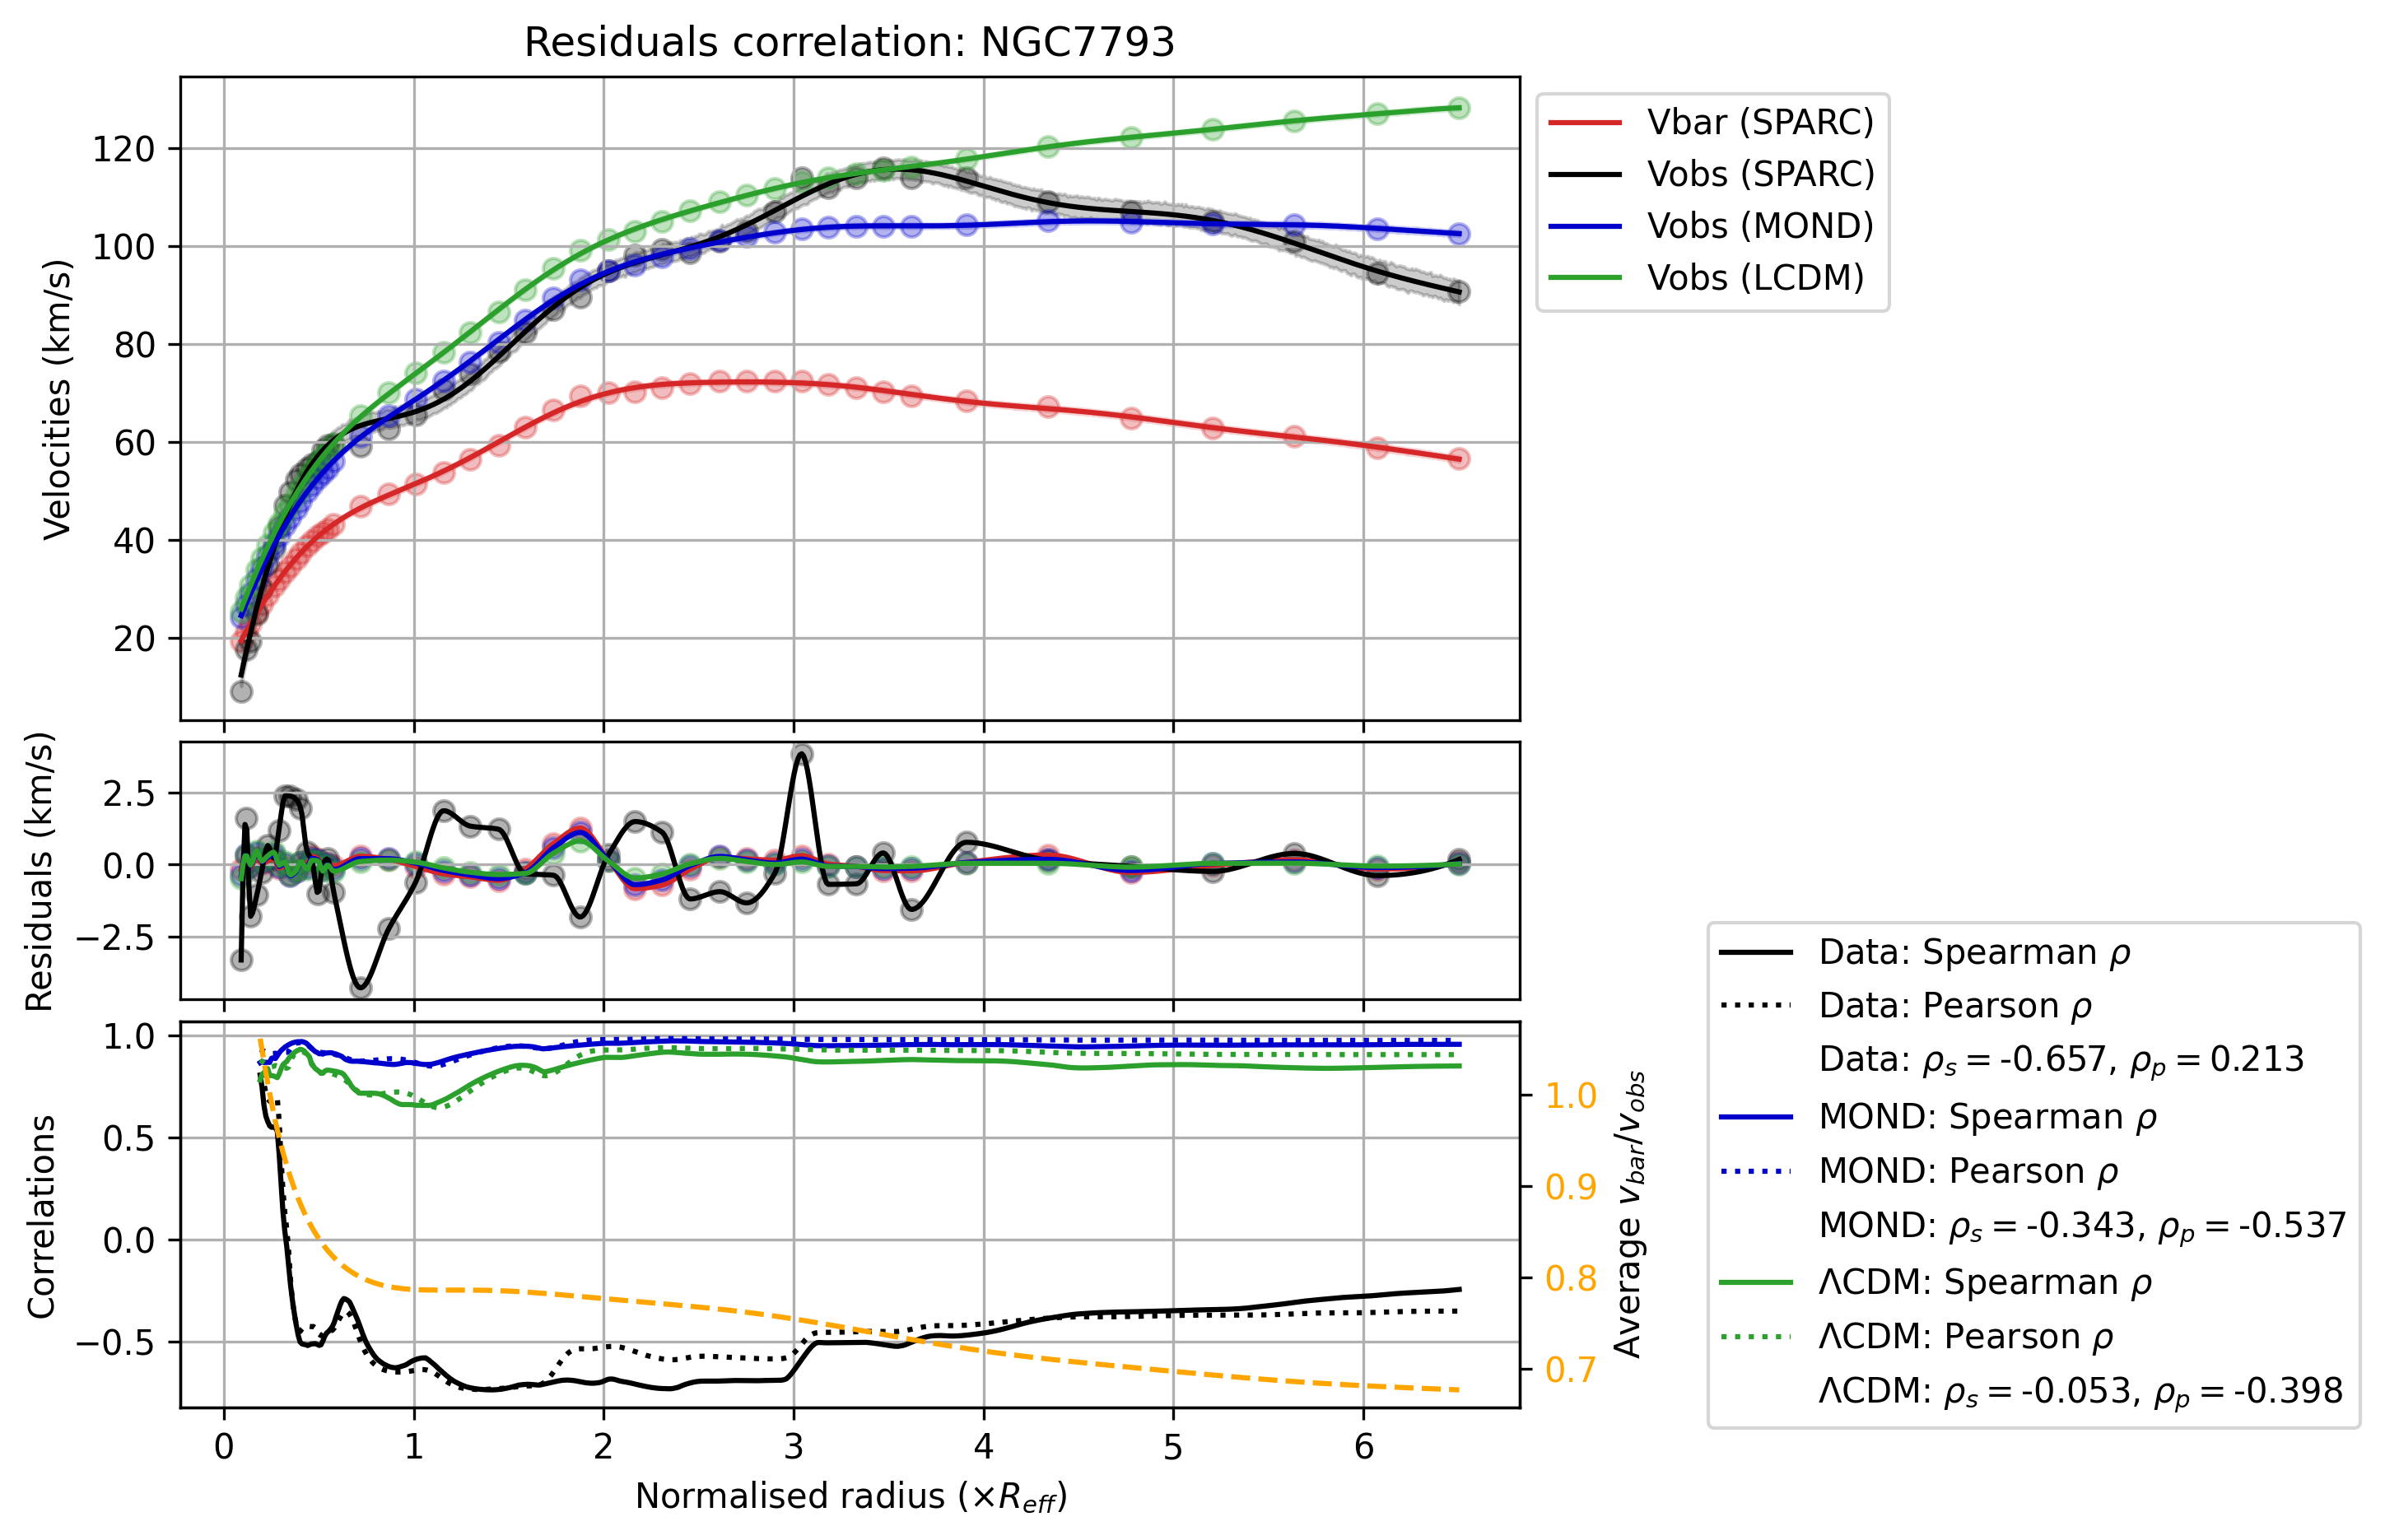 Residuals correlation: NGC7793
Velocities (km/s)
120
100
80
60
40
20
Vbar (SPARC)
Vobs (SPARC)
Vobs (MOND)
Vobs (LCDM)
Residuals (km/s)
2.5
0.0
−2.5
Correlations
1.0
0.5
0.0
−0.5
1.0
0.9
0.8
0.7
Average v_bar/v_obs
0 1 2 3 4 5 6
Normalised radius (×R_eff)
Data: Spearman ρ
Data: Pearson ρ
Data: ρ_s = -0.657, ρ_p = 0.213
MOND: Spearman ρ
MOND: Pearson ρ
MOND: ρ_s = -0.343, ρ_p = -0.537
ΛCDM: Spearman ρ
ΛCDM: Pearson ρ
ΛCDM: ρ_s = -0.053, ρ_p = -0.398